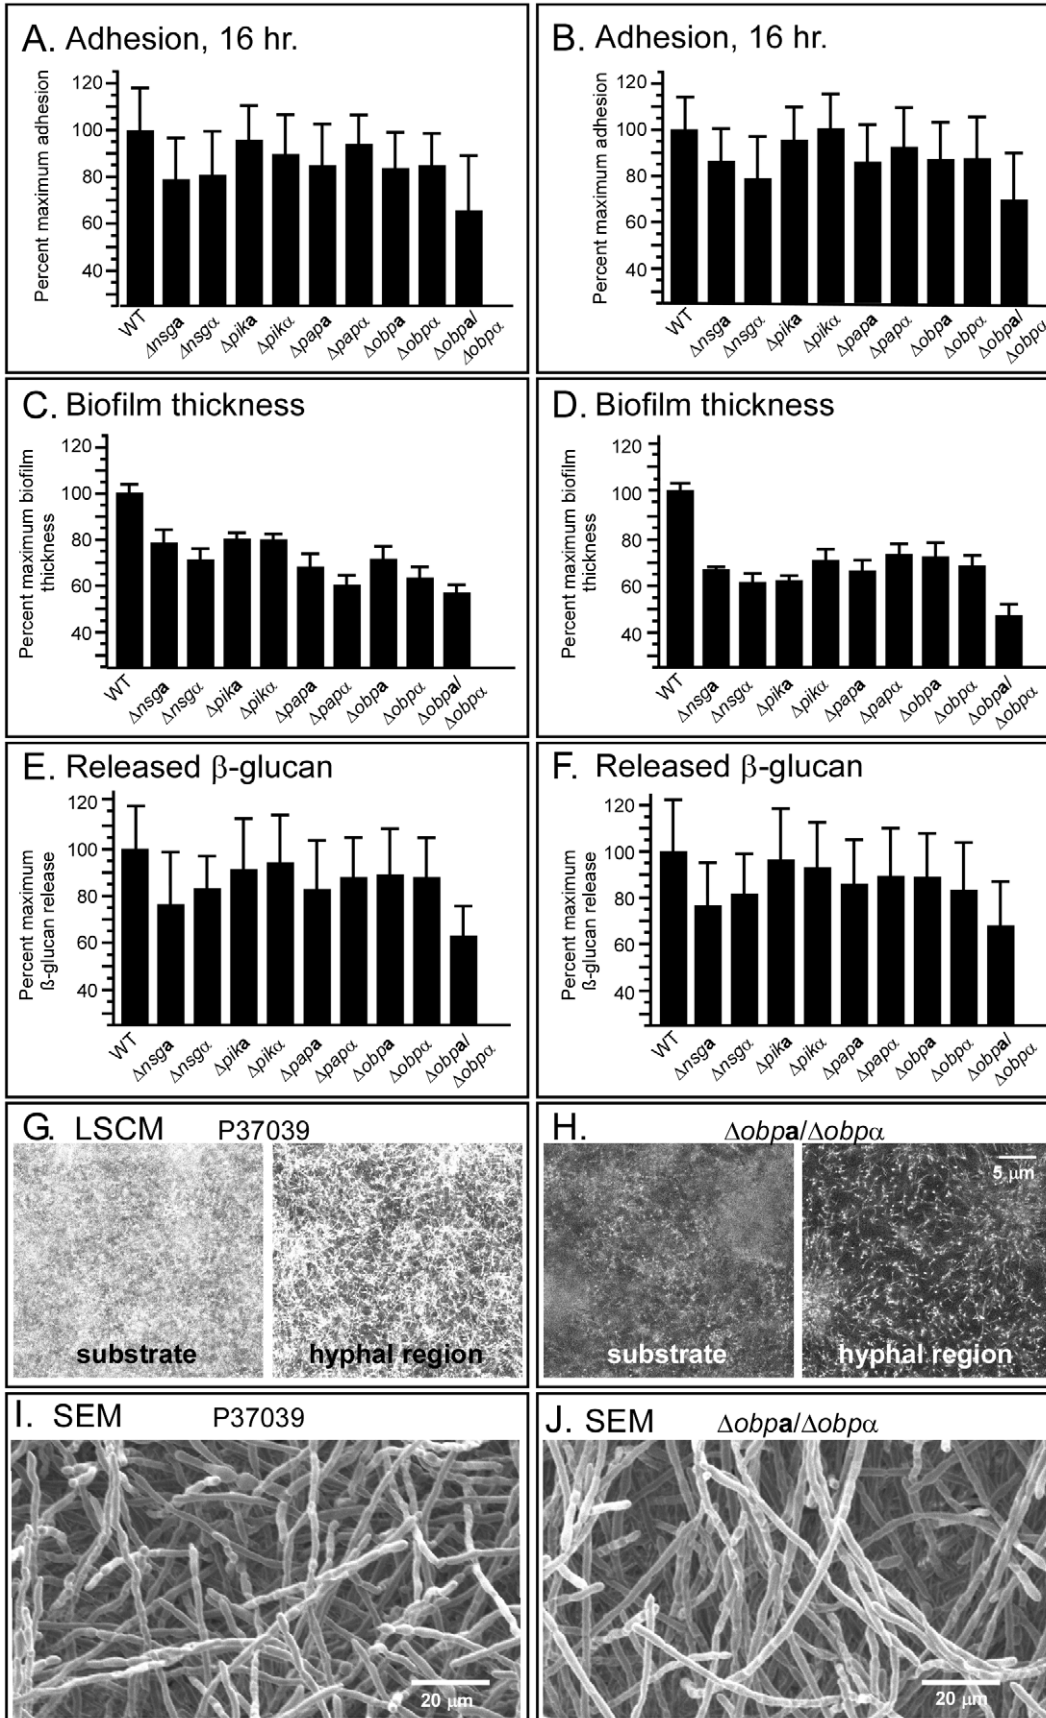 A. Adhesion, 16 hr.
Percent maximum adhesion
120
100
80
60
40
WT
Δnsga
Δnsgα
Δpika
Δpikα
Δpapa
Δpapα
Δobpa
Δobpα
Δobpa/
Δobpα
B. Adhesion, 16 hr.
Percent maximum adhesion
120
100
80
60
40
WT
Δnsga
Δnsgα
Δpika
Δpikα
Δpapa
Δpapα
Δobpa
Δobpα
Δobpa/
Δobpα
C. Biofilm thickness
Percent maximum biofilm
thickness
120
100
80
60
40
WT
Δnsga
Δnsgα
Δpika
Δpikα
Δpapa
Δpapα
Δobpa
Δobpα
Δobpa/
Δobpα
D. Biofilm thickness
Percent maximum biofilm
thickness
120
100
80
60
40
WT
Δnsga
Δnsgα
Δpika
Δpikα
Δpapa
Δpapα
Δobpa
Δobpα
Δobpa/
Δobpα
E. Released β-glucan
Percent maximum
ß-glucan release
120
100
80
60
40
WT
Δnsga
Δnsgα
Δpika
Δpikα
Δpapa
Δpapα
Δobpa
Δobpα
Δobpa/
Δobpα
F. Released β-glucan
Percent maximum
ß-glucan release
120
100
80
60
40
WT
Δnsga
Δnsgα
Δpika
Δpikα
Δpapa
Δpapα
Δobpa
Δobpα
Δobpa/
Δobpα
G. LSCM P37039
substrate
hyphal region
H. Δobpa/Δobpα
5 µm
substrate
hyphal region
I. SEM P37039
20 µm
J. SEM Δobpa/Δobpα
20 µm